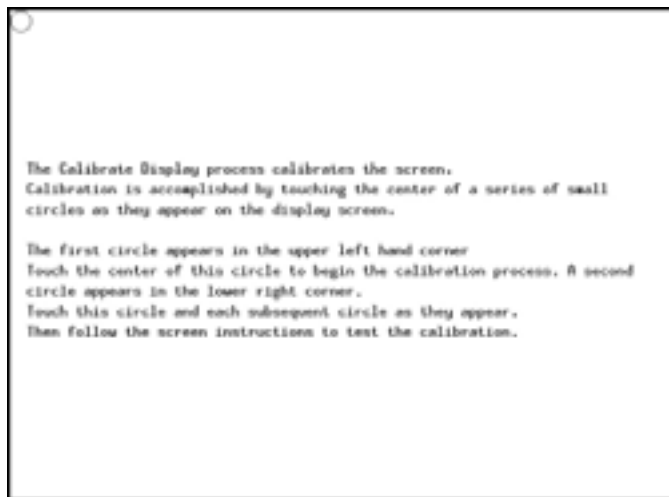 The Calibrate Display process calibrates the screen.
Calibration is accomplished by touching the center of a series of small
circles as they appear on the display screen.
The first circle appears in the upper left hand corner
Touch the center of this circle to begin the calibration process. A second
circle appears in the lower right corner.
Touch this circle and each subsequent circle as they appear.
Then follow the screen instructions to test the calibration.